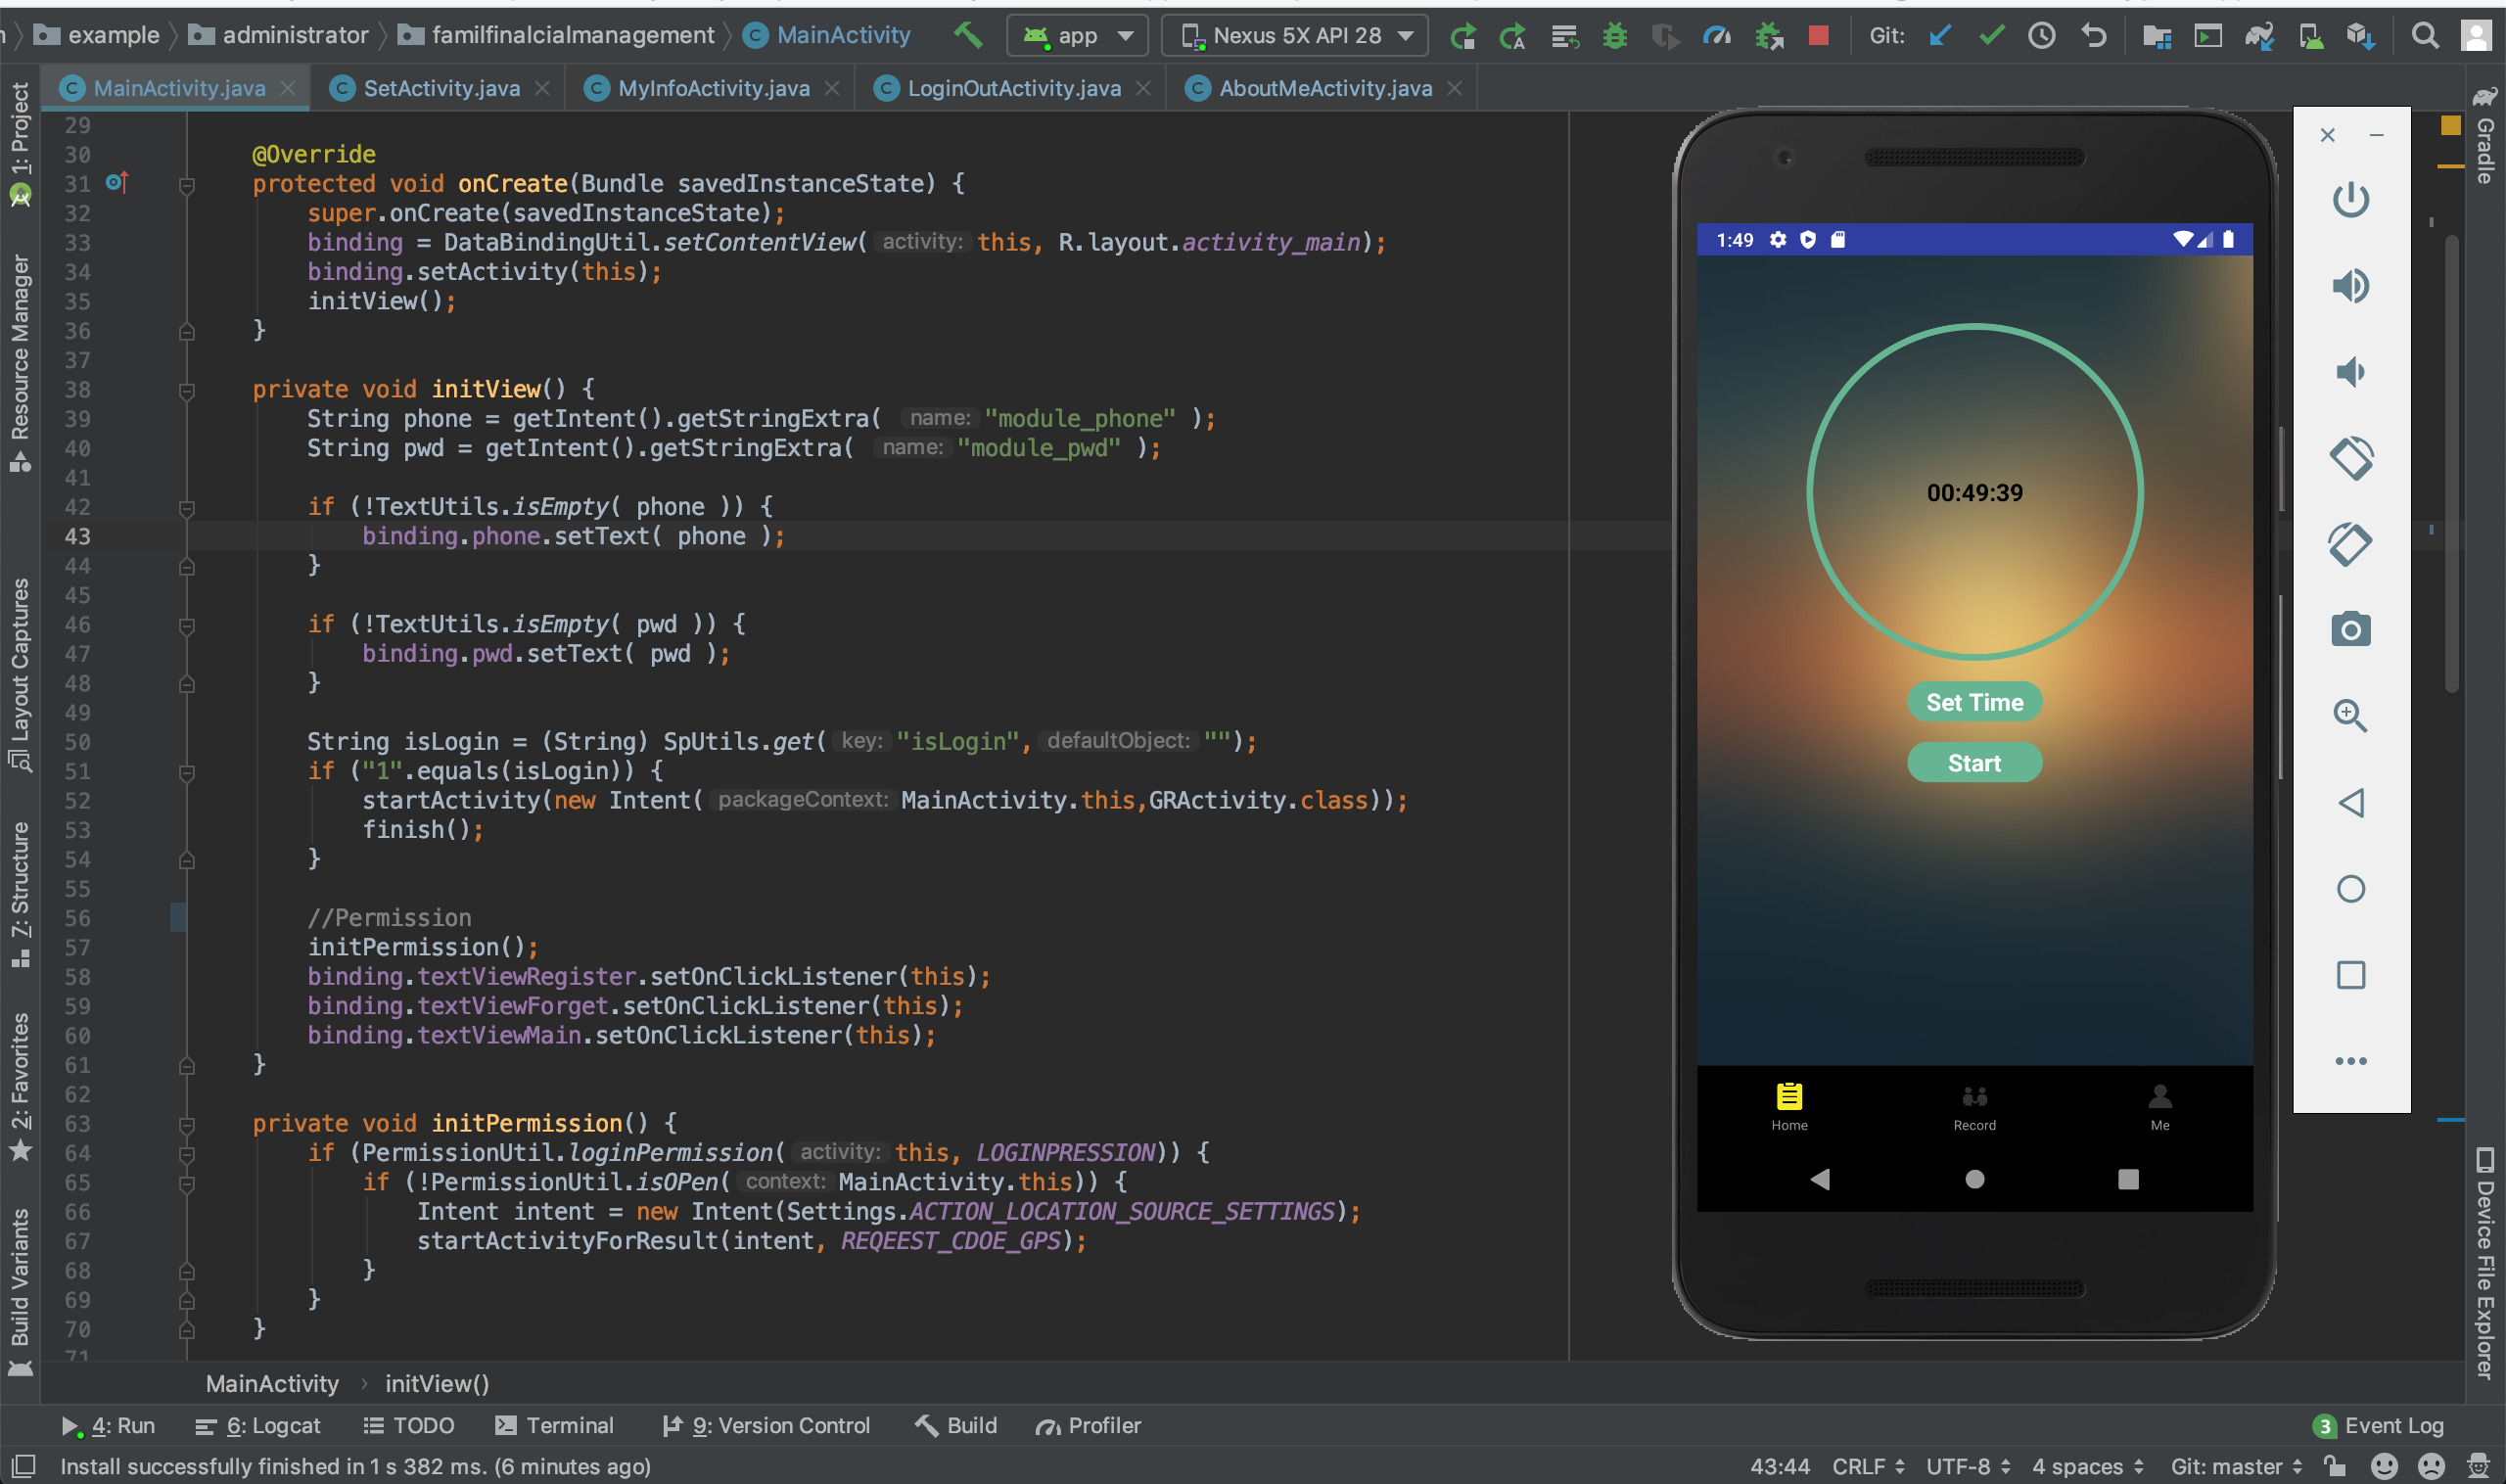 example administrator familfinalcialmanagement MainActivity app Nexus 5X API 28 Git:
MainActivity.java SetActivity.java MyInfoActivity.java LoginOutActivity.java AboutMeActivity.java
1: Project
Resource Manager
Layout Captures
7: Structure
2: Favorites
Build Variants
29
30 @Override
31 protected void onCreate(Bundle savedInstanceState) {
32 super.onCreate(savedInstanceState);
33 binding = DataBindingUtil.setContentView( activity: this, R.layout.activity_main);
34 binding.setActivity(this);
35 initView();
36 }
37
38 private void initView() {
39 String phone = getIntent().getStringExtra( name: "module_phone" );
40 String pwd = getIntent().getStringExtra( name: "module_pwd" );
41
42 if (!TextUtils.isEmpty( phone )) {
43 binding.phone.setText( phone );
44 }
45
46 if (!TextUtils.isEmpty( pwd )) {
47 binding.pwd.setText( pwd );
48 }
49
50 String isLogin = (String) SpUtils.get( key: "isLogin", defaultObject: "");
51 if ("1".equals(isLogin)) {
52 startActivity(new Intent( packageContext: MainActivity.this,GRActivity.class));
53 finish();
54 }
55
56 //Permission
57 initPermission();
58 binding.textViewRegister.setOnClickListener(this);
59 binding.textViewForget.setOnClickListener(this);
60 binding.textViewMain.setOnClickListener(this);
61 }
62
63 private void initPermission() {
64 if (PermissionUtil.loginPermission( activity: this, LOGINPRESSION)) {
65 if (!PermissionUtil.isOPen( context: MainActivity.this)) {
66 Intent intent = new Intent(Settings.ACTION_LOCATION_SOURCE_SETTINGS);
67 startActivityForResult(intent, REQEEST_CDOE_GPS);
68 }
69 }
70 }
71
1:49
00:49:39
Set Time
Start
Home Record Me
Gradle
Device File Explorer
MainActivity › initView()
4: Run 6: Logcat TODO Terminal 9: Version Control Build Profiler 3 Event Log
Install successfully finished in 1 s 382 ms. (6 minutes ago) 43:44 CRLF UTF-8 4 spaces Git: master